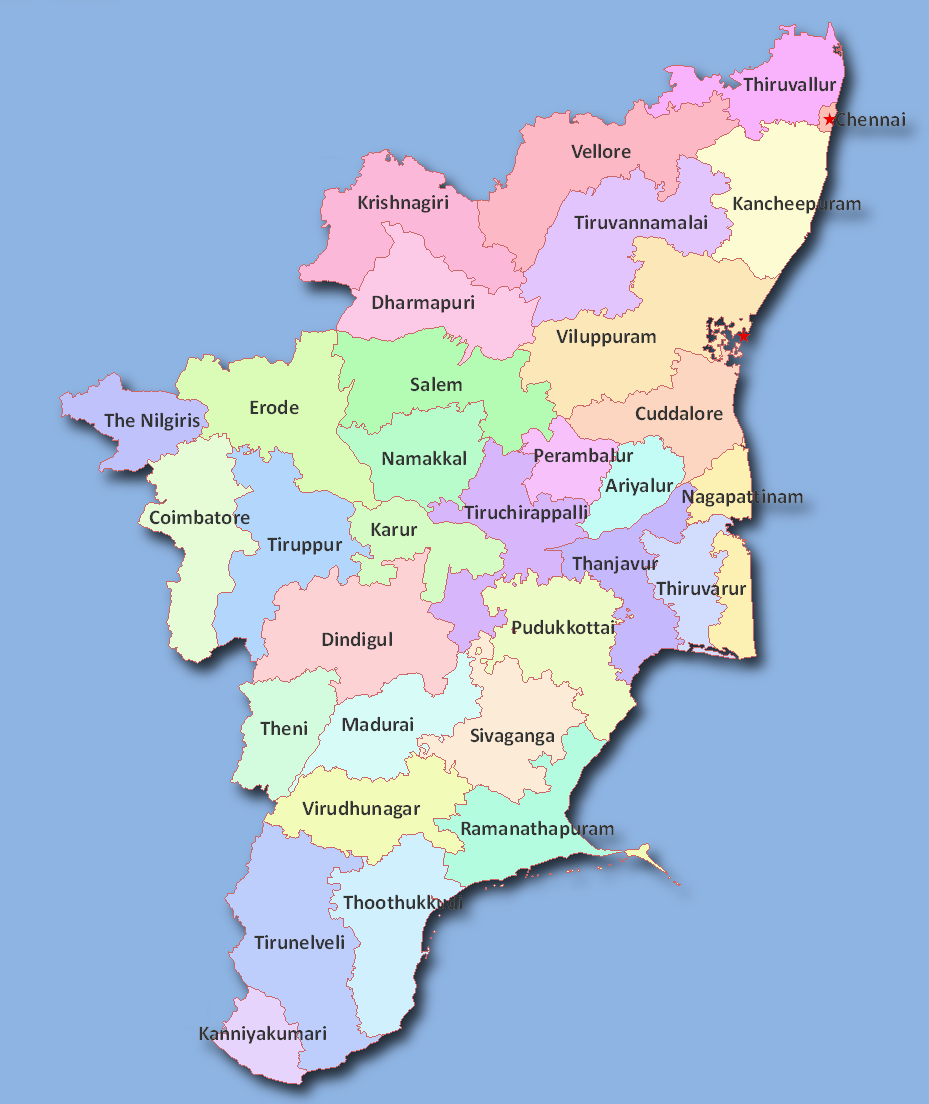 Thiruvallur
Chennai
Vellore
Kancheepuram
Krishnagiri
Tiruvannamalai
Dharmapuri
Viluppuram
Salem
Erode
Cuddalore
The Nilgiris
Perambalur
Namakkal
Ariyalur
Nagapattinam
Tiruchirappalli
Coimbatore
Karur
Tiruppur
Thanjavur
Thiruvarur
Pudukkottai
Dindigul
Madurai
Theni
Sivaganga
Virudhunagar
Ramanathapuram
Thoothukkudi
Tirunelveli
Kanniyakumari